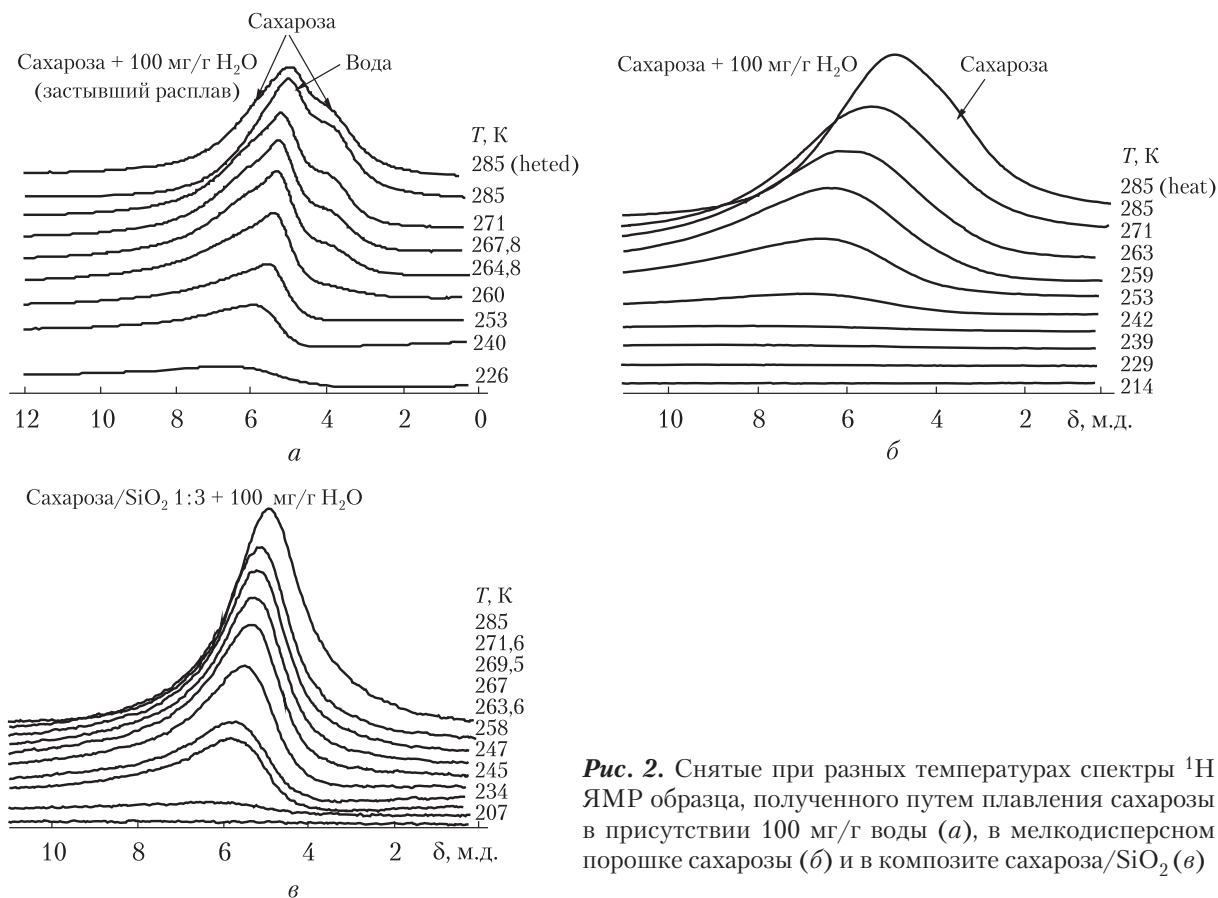 Сахароза
Сахароза + 100 мг/г H₂O
(застывший расплав)
Вода
T, К
285 (heted)
285
271
267,8
264,8
260
253
240
226
12 10 8 6 4 2 0
а
Сахароза + 100 мг/г H₂O
Сахароза
T, К
285 (heat)
285
271
263
259
253
242
239
229
214
10 8 6 4 2 δ, м.д.
б
Сахароза/SiO₂ 1:3 + 100 мг/г H₂O
T, К
285
271,6
269,5
267
263,6
258
247
245
234
207
10 8 6 4 2 δ, м.д.
в
Рис. 2. Снятые при разных температурах спектры ¹H
ЯМР образца, полученного путем плавления сахарозы
в присутствии 100 мг/г воды (а), в мелкодисперсном
порошке сахарозы (б) и в композите сахароза/SiO₂ (в)